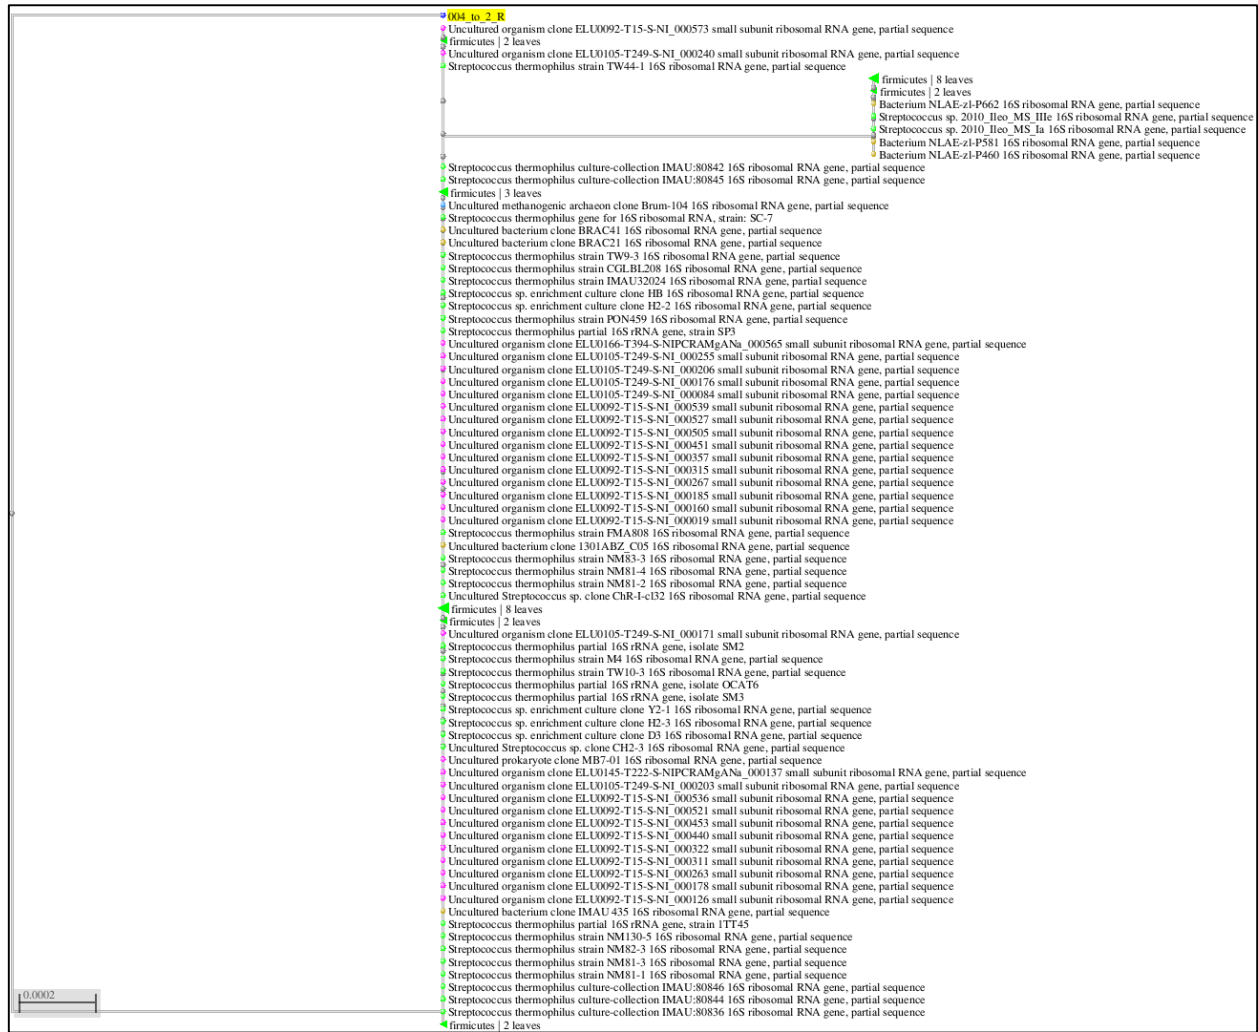 004_to_2_R
Uncultured organism clone ELU0092-T15-S-NI_000573 small subunit ribosomal RNA gene, partial sequence
firmicutes | 2 leaves
Uncultured organism clone ELU0105-T249-S-NI_000240 small subunit ribosomal RNA gene, partial sequence
Streptococcus thermophilus strain TW44-1 16S ribosomal RNA gene, partial sequence
firmicutes | 8 leaves
firmicutes | 2 leaves
Bacterium NLAE-zl-P662 16S ribosomal RNA gene, partial sequence
Streptococcus sp. 2010_Ileo_MS_IIIe 16S ribosomal RNA gene, partial sequence
Streptococcus sp. 2010_Ileo_MS_Ia 16S ribosomal RNA gene, partial sequence
Bacterium NLAE-zl-P581 16S ribosomal RNA gene, partial sequence
Bacterium NLAE-zl-P460 16S ribosomal RNA gene, partial sequence
Streptococcus thermophilus culture-collection IMAU:80842 16S ribosomal RNA gene, partial sequence
Streptococcus thermophilus culture-collection IMAU:80845 16S ribosomal RNA gene, partial sequence
firmicutes | 3 leaves
Uncultured methanogenic archaeon clone Brum-104 16S ribosomal RNA gene, partial sequence
Streptococcus thermophilus gene for 16S ribosomal RNA, strain: SC-7
Uncultured bacterium clone BRAC41 16S ribosomal RNA gene, partial sequence
Uncultured bacterium clone BRAC21 16S ribosomal RNA gene, partial sequence
Streptococcus thermophilus strain TW9-3 16S ribosomal RNA gene, partial sequence
Streptococcus thermophilus strain CGLBL208 16S ribosomal RNA gene, partial sequence
Streptococcus thermophilus strain IMAU32024 16S ribosomal RNA gene, partial sequence
Streptococcus sp. enrichment culture clone HB 16S ribosomal RNA gene, partial sequence
Streptococcus sp. enrichment culture clone H2-2 16S ribosomal RNA gene, partial sequence
Streptococcus thermophilus strain PON459 16S ribosomal RNA gene, partial sequence
Streptococcus thermophilus partial 16S rRNA gene, strain SP3
Uncultured organism clone ELU0166-T394-S-NIPCRAMgANa_000565 small subunit ribosomal RNA gene, partial sequence
Uncultured organism clone ELU0105-T249-S-NI_000255 small subunit ribosomal RNA gene, partial sequence
Uncultured organism clone ELU0105-T249-S-NI_000206 small subunit ribosomal RNA gene, partial sequence
Uncultured organism clone ELU0105-T249-S-NI_000176 small subunit ribosomal RNA gene, partial sequence
Uncultured organism clone ELU0105-T249-S-NI_000084 small subunit ribosomal RNA gene, partial sequence
Uncultured organism clone ELU0092-T15-S-NI_000539 small subunit ribosomal RNA gene, partial sequence
Uncultured organism clone ELU0092-T15-S-NI_000527 small subunit ribosomal RNA gene, partial sequence
Uncultured organism clone ELU0092-T15-S-NI_000505 small subunit ribosomal RNA gene, partial sequence
Uncultured organism clone ELU0092-T15-S-NI_000451 small subunit ribosomal RNA gene, partial sequence
Uncultured organism clone ELU0092-T15-S-NI_000357 small subunit ribosomal RNA gene, partial sequence
Uncultured organism clone ELU0092-T15-S-NI_000315 small subunit ribosomal RNA gene, partial sequence
Uncultured organism clone ELU0092-T15-S-NI_000267 small subunit ribosomal RNA gene, partial sequence
Uncultured organism clone ELU0092-T15-S-NI_000185 small subunit ribosomal RNA gene, partial sequence
Uncultured organism clone ELU0092-T15-S-NI_000160 small subunit ribosomal RNA gene, partial sequence
Uncultured organism clone ELU0092-T15-S-NI_000019 small subunit ribosomal RNA gene, partial sequence
Streptococcus thermophilus strain FMA808 16S ribosomal RNA gene, partial sequence
Uncultured bacterium clone 1301ABZ_C05 16S ribosomal RNA gene, partial sequence
Streptococcus thermophilus strain NM83-3 16S ribosomal RNA gene, partial sequence
Streptococcus thermophilus strain NM81-4 16S ribosomal RNA gene, partial sequence
Streptococcus thermophilus strain NM81-2 16S ribosomal RNA gene, partial sequence
Uncultured Streptococcus sp. clone ChR-I-cl32 16S ribosomal RNA gene, partial sequence
firmicutes | 8 leaves
firmicutes | 2 leaves
Uncultured organism clone ELU0105-T249-S-NI_000171 small subunit ribosomal RNA gene, partial sequence
Streptococcus thermophilus partial 16S rRNA gene, isolate SM2
Streptococcus thermophilus strain M4 16S ribosomal RNA gene, partial sequence
Streptococcus thermophilus strain TW10-3 16S ribosomal RNA gene, partial sequence
Streptococcus thermophilus partial 16S rRNA gene, isolate OCAT6
Streptococcus thermophilus partial 16S rRNA gene, isolate SM3
Streptococcus sp. enrichment culture clone Y2-1 16S ribosomal RNA gene, partial sequence
Streptococcus sp. enrichment culture clone H2-3 16S ribosomal RNA gene, partial sequence
Streptococcus sp. enrichment culture clone D3 16S ribosomal RNA gene, partial sequence
Uncultured Streptococcus sp. clone CH2-3 16S ribosomal RNA gene, partial sequence
Uncultured prokaryote clone MB7-01 16S ribosomal RNA gene, partial sequence
Uncultured organism clone ELU0145-T222-S-NIPCRAMgANa_000137 small subunit ribosomal RNA gene, partial sequence
Uncultured organism clone ELU0105-T249-S-NI_000203 small subunit ribosomal RNA gene, partial sequence
Uncultured organism clone ELU0092-T15-S-NI_000536 small subunit ribosomal RNA gene, partial sequence
Uncultured organism clone ELU0092-T15-S-NI_000521 small subunit ribosomal RNA gene, partial sequence
Uncultured organism clone ELU0092-T15-S-NI_000453 small subunit ribosomal RNA gene, partial sequence
Uncultured organism clone ELU0092-T15-S-NI_000440 small subunit ribosomal RNA gene, partial sequence
Uncultured organism clone ELU0092-T15-S-NI_000322 small subunit ribosomal RNA gene, partial sequence
Uncultured organism clone ELU0092-T15-S-NI_000311 small subunit ribosomal RNA gene, partial sequence
Uncultured organism clone ELU0092-T15-S-NI_000263 small subunit ribosomal RNA gene, partial sequence
Uncultured organism clone ELU0092-T15-S-NI_000178 small subunit ribosomal RNA gene, partial sequence
Uncultured organism clone ELU0092-T15-S-NI_000126 small subunit ribosomal RNA gene, partial sequence
Uncultured bacterium clone IMAU 435 16S ribosomal RNA gene, partial sequence
Streptococcus thermophilus partial 16S rRNA gene, strain 1TT45
Streptococcus thermophilus strain NM130-5 16S ribosomal RNA gene, partial sequence
Streptococcus thermophilus strain NM82-3 16S ribosomal RNA gene, partial sequence
Streptococcus thermophilus strain NM81-3 16S ribosomal RNA gene, partial sequence
Streptococcus thermophilus strain NM81-1 16S ribosomal RNA gene, partial sequence
Streptococcus thermophilus culture-collection IMAU:80846 16S ribosomal RNA gene, partial sequence
Streptococcus thermophilus culture-collection IMAU:80844 16S ribosomal RNA gene, partial sequence
Streptococcus thermophilus culture-collection IMAU:80836 16S ribosomal RNA gene, partial sequence
firmicutes | 2 leaves
0.0002